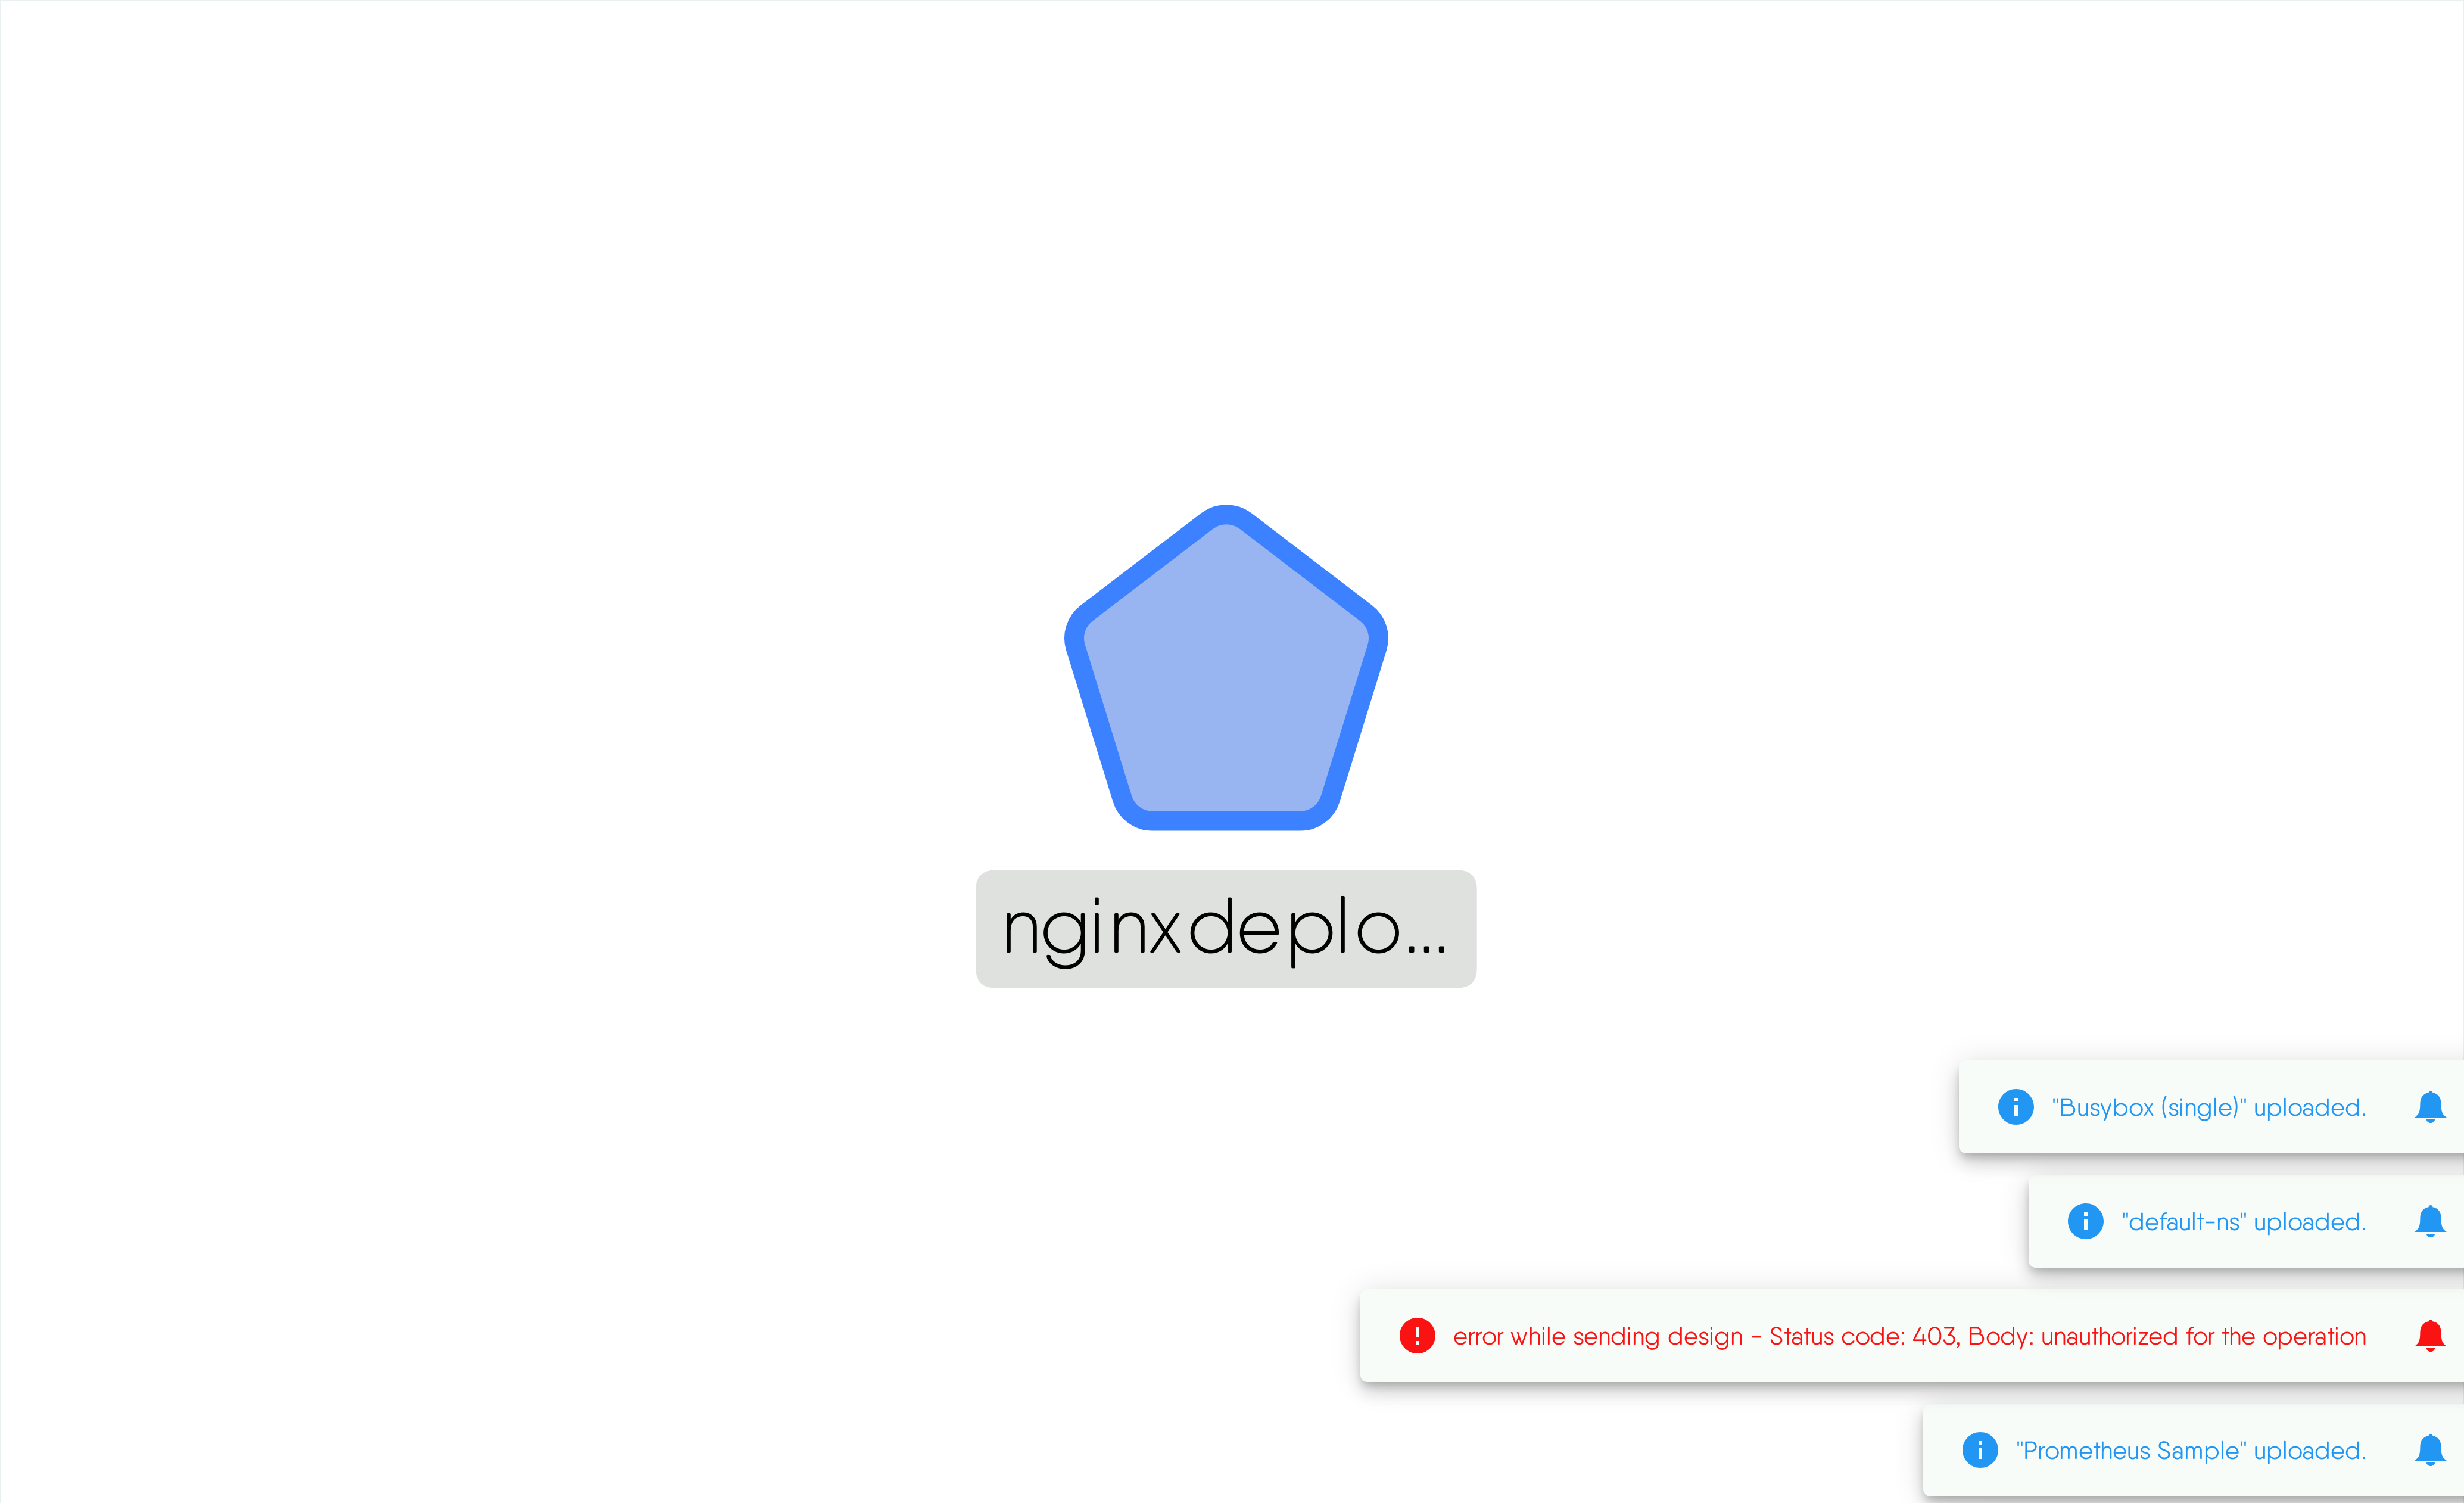 nginxdeplo...
"Busybox (single)" uploaded.
"default-ns" uploaded.
error while sending design - Status code: 403, Body: unauthorized for the operation
"Prometheus Sample" uploaded.